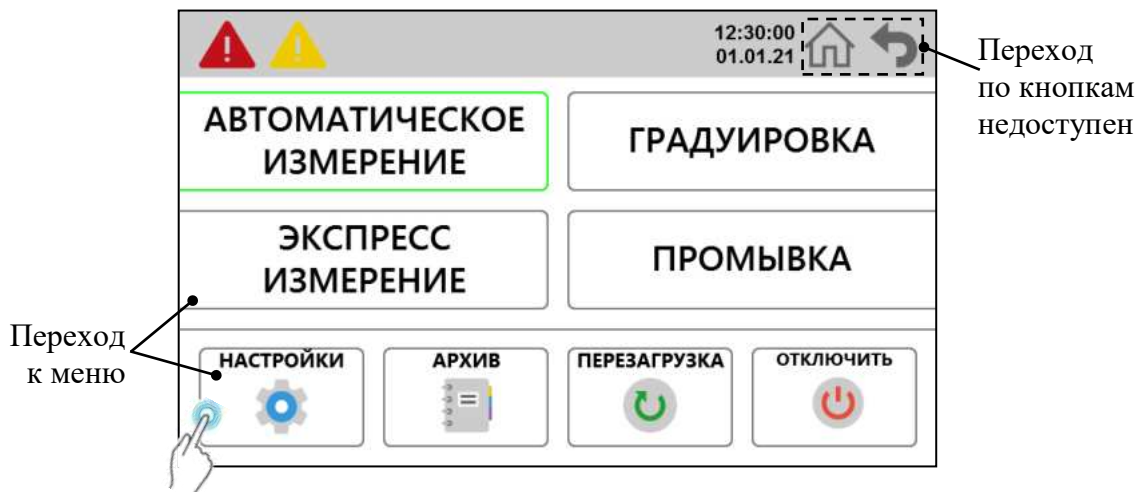 12:30:00
01.01.21
Переход
по кнопкам
недоступен
АВТОМАТИЧЕСКОЕ
ИЗМЕРЕНИЕ
ГРАДУИРОВКА
ЭКСПРЕСС
ИЗМЕРЕНИЕ
ПРОМЫВКА
Переход
к меню
НАСТРОЙКИ
АРХИВ
ПЕРЕЗАГРУЗКА
ОТКЛЮЧИТЬ